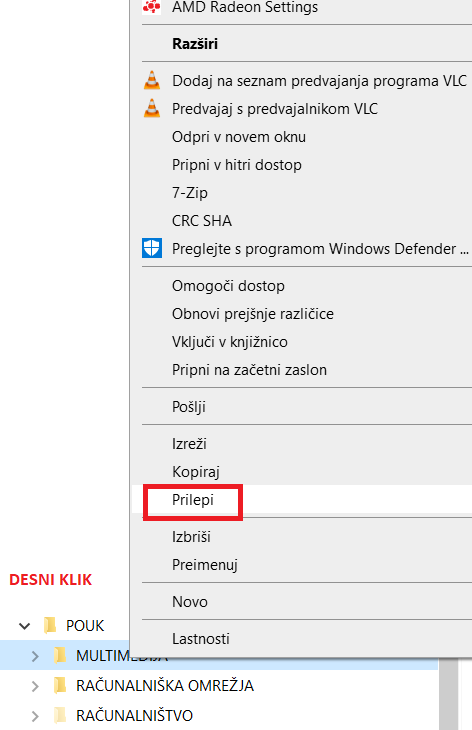 AMD Radeon Settings
Razširi
Dodaj na seznam predvajanja programa VLC
Predvajaj s predvajalnikom VLC
Odpri v novem oknu
Pripni v hitri dostop
7-Zip
CRC SHA
Preglejte s programom Windows Defender ...
Omogoči dostop
Obnovi prejšnje različice
Vključi v knjižnico
Pripni na začetni zaslon
Pošlji
Izreži
Kopiraj
Prilepi
Izbriši
Preimenuj
Novo
Lastnosti
DESNI KLIK
POUK
MULTIMEDIJA
RAČUNALNIŠKA OMREŽJA
RAČUNALNIŠTVO